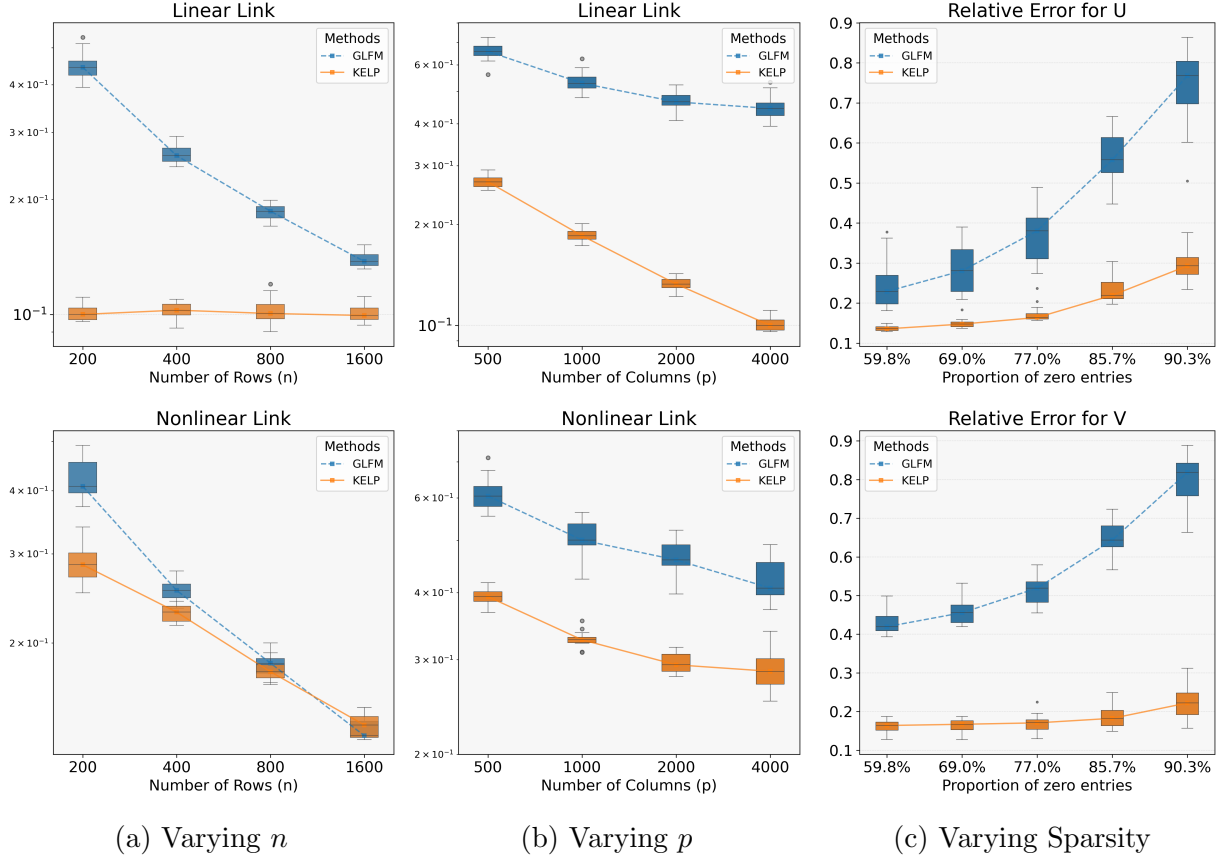 Linear Link
Methods
GLFM
KELP
4 × 10⁻¹
3 × 10⁻¹
2 × 10⁻¹
10⁻¹
200 400 800 1600
Number of Rows (n)
Linear Link
Methods
GLFM
KELP
6 × 10⁻¹
4 × 10⁻¹
3 × 10⁻¹
2 × 10⁻¹
10⁻¹
500 1000 2000 4000
Number of Columns (p)
Relative Error for U
Methods
GLFM
KELP
0.9
0.8
0.7
0.6
0.5
0.4
0.3
0.2
0.1
59.8% 69.0% 77.0% 85.7% 90.3%
Proportion of zero entries
Nonlinear Link
Methods
GLFM
KELP
4 × 10⁻¹
3 × 10⁻¹
2 × 10⁻¹
200 400 800 1600
Number of Rows (n)
Nonlinear Link
Methods
GLFM
KELP
6 × 10⁻¹
4 × 10⁻¹
3 × 10⁻¹
2 × 10⁻¹
500 1000 2000 4000
Number of Columns (p)
Relative Error for V
Methods
GLFM
KELP
0.9
0.8
0.7
0.6
0.5
0.4
0.3
0.2
0.1
59.8% 69.0% 77.0% 85.7% 90.3%
Proportion of zero entries
(a) Varying n
(b) Varying p
(c) Varying Sparsity